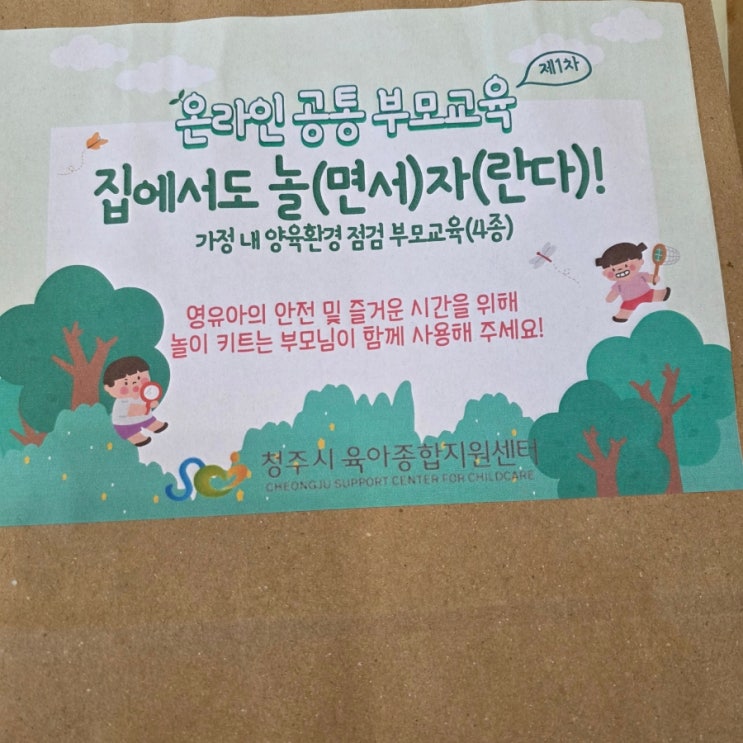 제1차
온라인 공통 부모교육
집에서도 놀(면서)자(란다)!
가정 내 양육환경 점검 부모교육(4종)
영유아의 안전 및 즐거운 시간을 위해
놀이 키트는 부모님이 함께 사용해 주세요!
청주시 육아종합지원센터
CHEONGJU SUPPORT CENTER FOR CHILDCARE